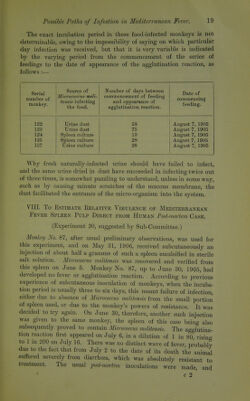 Possible Paths of Infection in Mediterranean Fever. 19
The exact incubation period in these food-infected monkeys is not
determinable, owing to the impossibility of saying on which particular
day infection was received, but that it is very variable is indicated
by the varying period from the commencement of the series of
feedings to the date of appearance of the agglutination reaction, as
follows :—
Serial number of monkey. Source of Micrococcus melitensis infecting the food. Number of days between commencement of feeding and appearance of agglutination reaction. Date of commencing feeding.
132 Urine dust 58 August 7, 1905
133 Urine dust 75 August 7, 1905
124 Spleen culture 19 August 7, 1905
125 Spleen culture 28 August 7, 1905
157 Urine culture 36 August 7, 1905
Why fresh naturally-infected urine should have failed to infect,
and the same urine dried in dust have succeeded in infecting twice out
of three times, is somewhat puzzling to understand, unless in some way,
such as by causing minute scratches of the mucous membrane, the
dust facilitated the entrance of the micro-organism into the system.
VIII. To Estimate Relative Virulence of Mediterranean
Fever Spleen Pulp Direct from Human Post-mortem Case.
(Experiment 20, suggested by Sub-Committee.)
Monkey No. 87, after usual preliminary observations, was used for
this experiment, and on May 31, 1906, received subcutaneously an
injection of about half a gramme of such a spleen emulsified in sterile
salt solution. Micrococcus melitensis was recovered and verified from
this spleen on June 5. Monkey No. 87, up to June 30, 1905, had
developed no fever or agglutination reaction. According to previous
experience of subcutaneous inoculation of monkeys, when the incuba-
tion period is usually three to six days, this meant failure of infection,
either due to absence of Micrococcus melitensis from the small portion
of spleen used, or due to the monkey's powers of resistance. It was
decided to try again. On June 30, therefore, another such injection
was given to the same monkey, the spleen of this case being also
subsequently proved to contain Micrococcus melitensis. The agglutina-
tion reaction first appeared on July 6, in a dilution of 1 in 80, rising
to 1 in 200 on July 16. There was no distinct wave of fever, probably
due to the fact that from July 2 to the date of its death the animal
suffered severely from diarrhœa, which was absolutely resistant to
treatment. The usual post-mortem inoculations were made, and
c 2